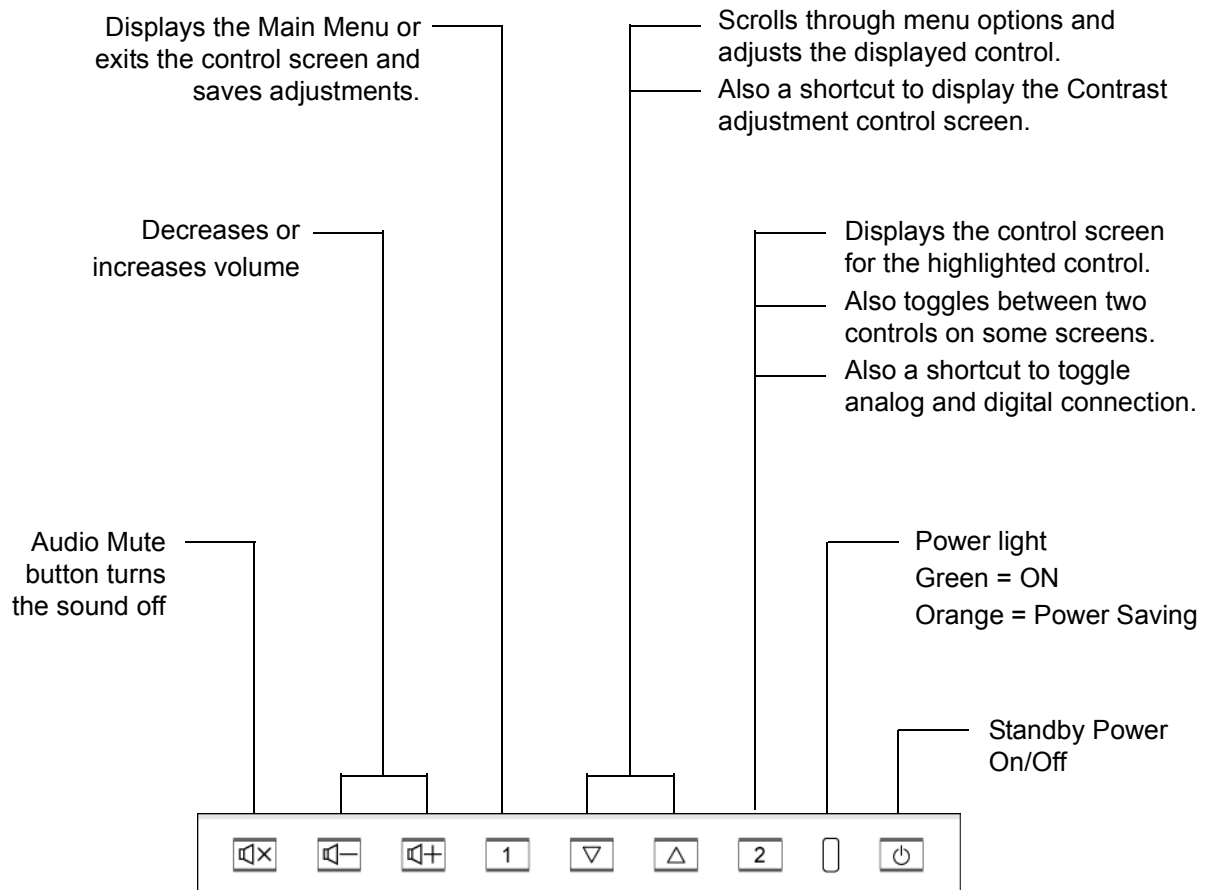 Displays the Main Menu or
exits the control screen and
saves adjustments.
Scrolls through menu options and
adjusts the displayed control.
Also a shortcut to display the Contrast
adjustment control screen.
Decreases or
increases volume
Displays the control screen
for the highlighted control.
Also toggles between two
controls on some screens.
Also a shortcut to toggle
analog and digital connection.
Audio Mute
button turns
the sound off
Power light
Green = ON
Orange = Power Saving
Standby Power
On/Off
1
2